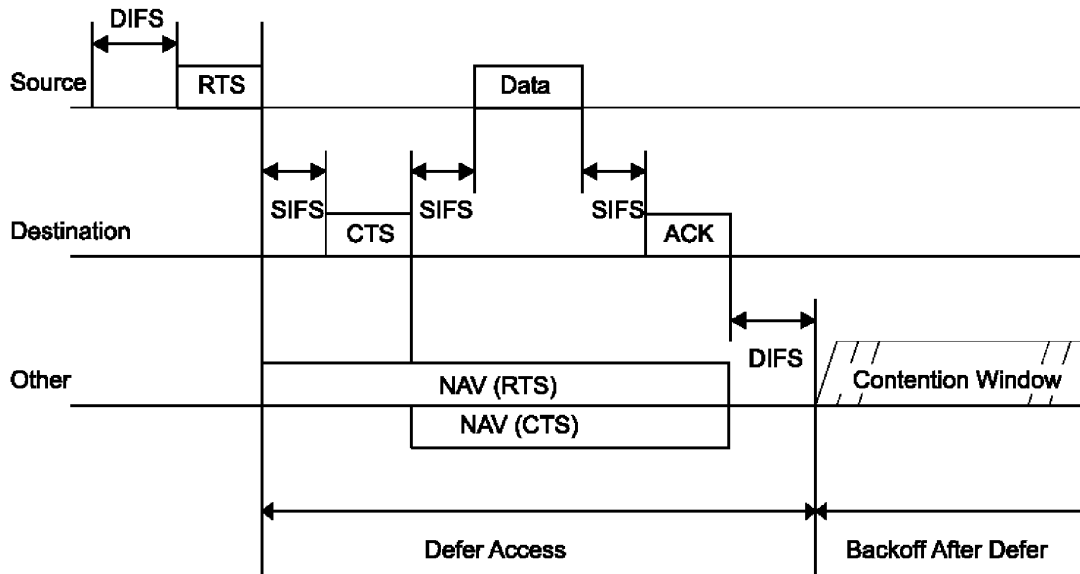 DIFS
Source
RTS
Data
SIFS
SIFS
SIFS
Destination
CTS
ACK
DIFS
Other
NAV (RTS)
Contention Window
NAV (CTS)
Defer Access
Backoff After Defer